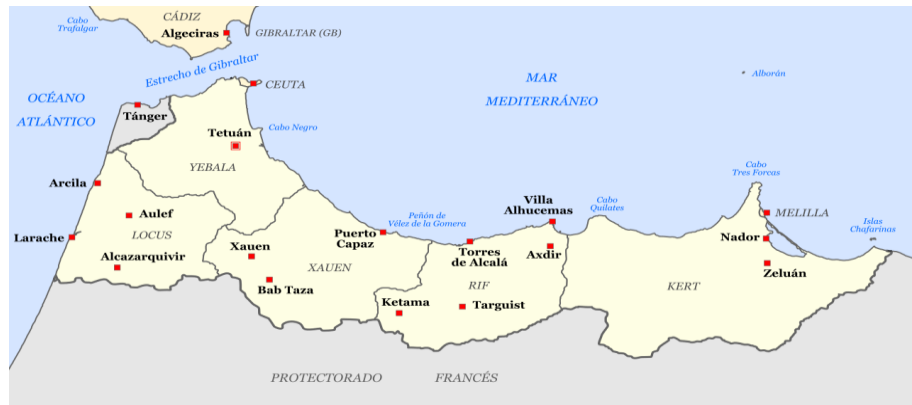 CÁDIZ
Cabo
Trafalgar
Algeciras
GIBRALTAR (GB)
Estrecho de Gibraltar
CEUTA
MAR
MEDITERRÁNEO
Alborán
OCÉANO
ATLÁNTICO
Tánger
Tetuán
Cabo Negro
YEBALA
Arcila
Cabo
Tres Forcas
Aulef
LOCUS
Larache
Alcazarquivir
Xauen
XAUEN
Bab Taza
Puerto
Capaz
Peñón de
Vélez de la Gomera
Villa
Alhucemas
Cabo
Quilates
Torres
de Alcalá
Axdir
RIF
Ketama
Targuist
MELILLA
Nador
Islas
Chafarinas
Zeluán
KERT
PROTECTORADO FRANCÉS